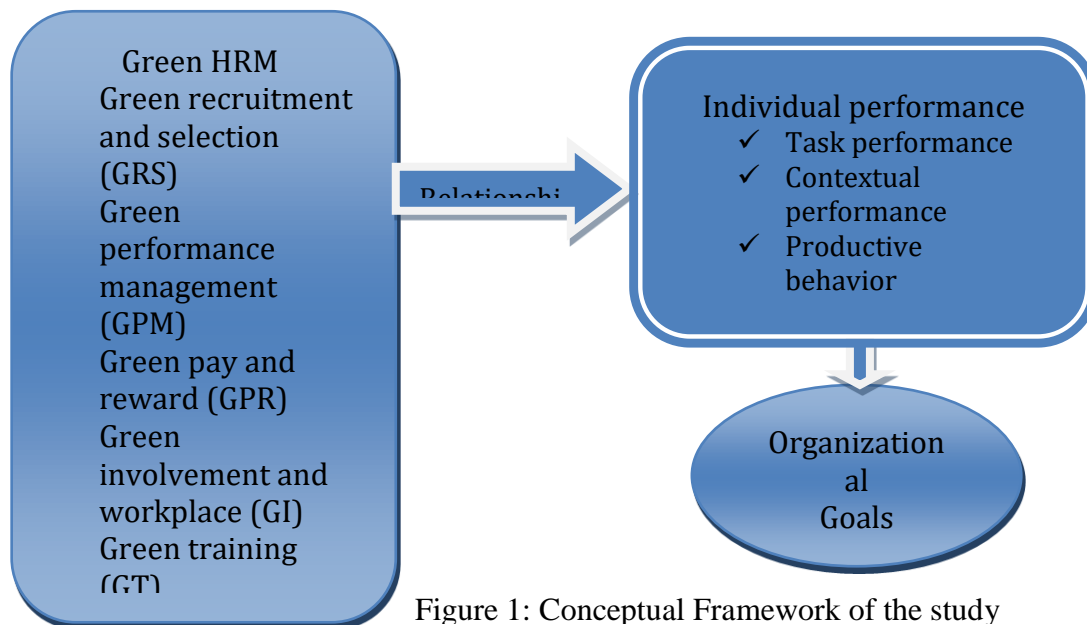 Green HRM
Green recruitment
and selection
(GRS)
Green
performance
management
(GPM)
Green pay and
reward (GPR)
Green
involvement and
workplace (GI)
Green training
(GT)
Relationshi
Individual performance
✓ Task performance
✓ Contextual
performance
✓ Productive
behavior
Organization
al
Goals
Figure 1: Conceptual Framework of the study